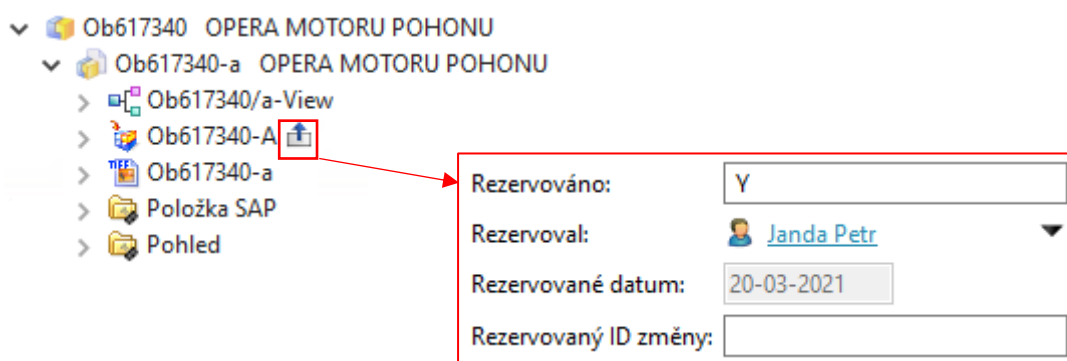 Ob617340 OPERA MOTORU POHONU
Ob617340-a OPERA MOTORU POHONU
Ob617340/a-View
Ob617340-A
TIFF Ob617340-a
Položka SAP
Pohled
Rezervováno: Y
Rezervoval: Janda Petr
Rezervované datum: 20-03-2021
Rezervovaný ID změny: